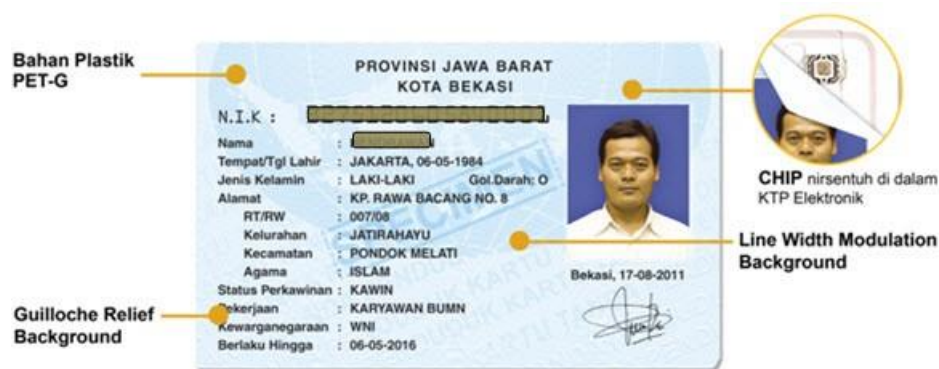 Bahan Plastik
PET-G
PROVINSI JAWA BARAT
KOTA BEKASI
N.I.K :
Nama :
Tempat/Tgl Lahir : JAKARTA, 06-05-1984
Jenis Kelamin : LAKI-LAKI Gol.Darah: O
Alamat : KP. RAWA BACANG NO. 8
RT/RW : 007/08
Kelurahan : JATIRAHAYU
Kecamatan : PONDOK MELATI
Agama : ISLAM
Status Perkawinan : KAWIN
Pekerjaan : KARYAWAN BUMN
Kewarganegaraan : WNI
Berlaku Hingga : 06-05-2016
SPECIMEN
Bekasi, 17-08-2011
CHIP nirsentuh di dalam
KTP Elektronik
Line Width Modulation
Background
Guilloche Relief
Background